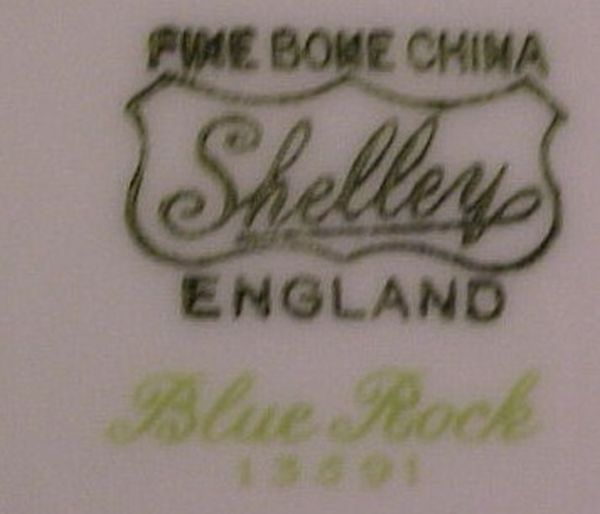 FINE BONE CHINA
Shelley
ENGLAND
Blue Rock
13591